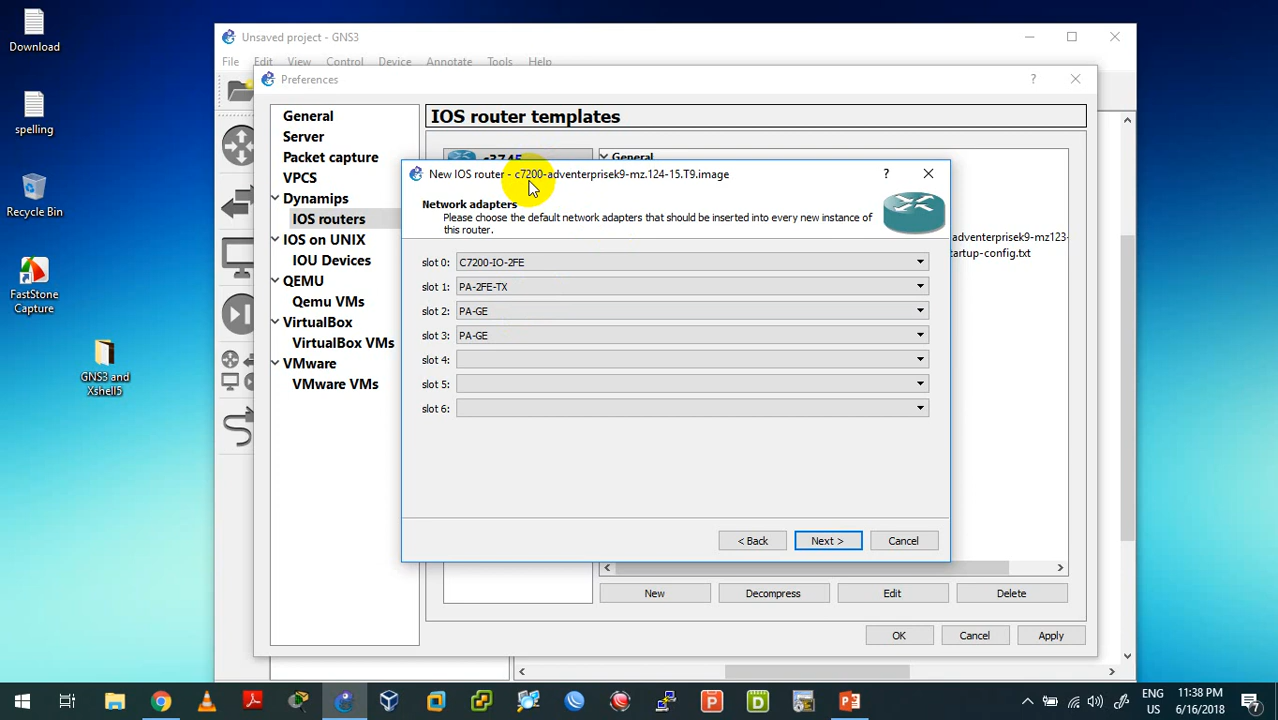 Download
spelling
Recycle Bin
FastStone
Capture
GNS3 and
Xshell5
Unsaved project - GNS3
File Edit View Control Device Annotate Tools Help
Preferences
General
Server
Packet capture
VPCS
Dynamips
IOS routers
IOS on UNIX
IOU Devices
QEMU
Qemu VMs
VirtualBox
VirtualBox VMs
VMware
VMware VMs
IOS router templates
c3745
General
New IOS router - c7200-adventerprisek9-mz.124-15.T9.image
Network adapters
Please choose the default network adapters that should be inserted into every new instance of
this router.
slot 0: C7200-IO-2FE
slot 1: PA-2FE-TX
slot 2: PA-GE
slot 3: PA-GE
slot 4:
slot 5:
slot 6:
< Back Next > Cancel
adventerprisek9-mz123-
startup-config.txt
New Decompress Edit Delete
OK Cancel Apply
ENG
US
11:38 PM
6/16/2018
7